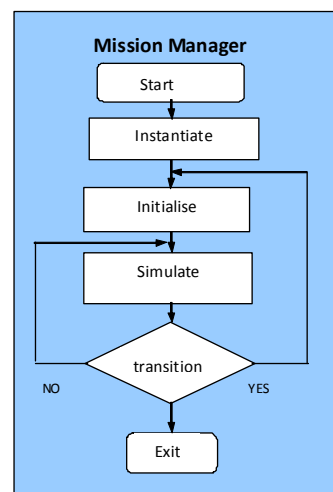 Mission Manager
Start
Instantiate
Initialise
Simulate
transition
NO
YES
Exit